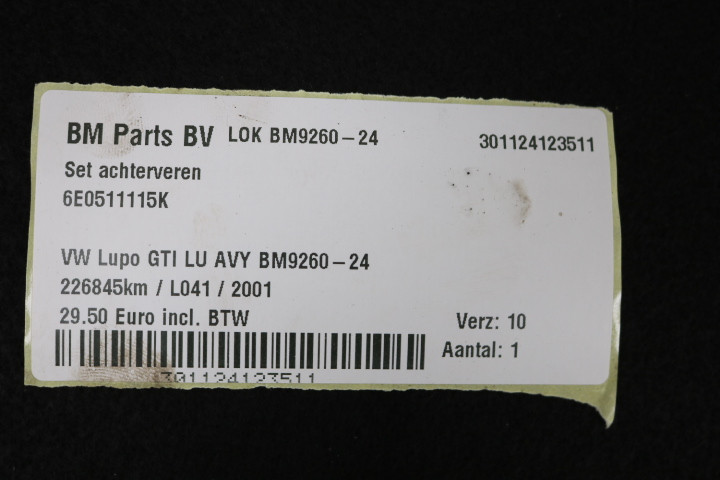 BM Parts BV LOK BM9260-24 301124123511
Set achterveren
6E0511115K
VW Lupo GTI LU AVY BM9260-24
226845km / L041 / 2001
29.50 Euro incl. BTW
Verz: 10
Aantal: 1
301124123511